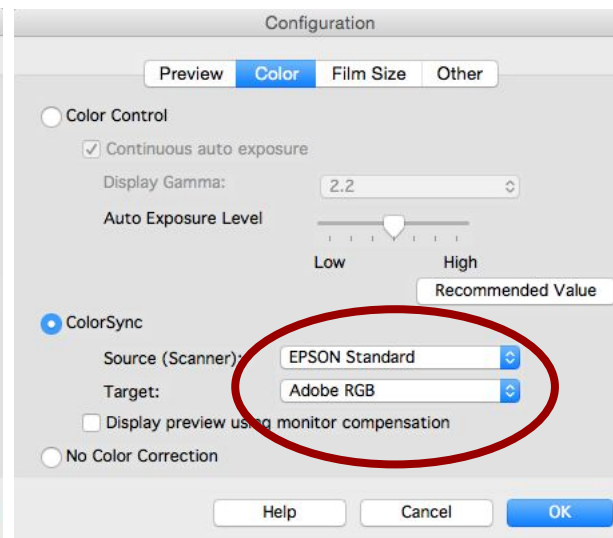 Configuration
Preview Color Film Size Other
Color Control
Continuous auto exposure
Display Gamma: 2.2
Auto Exposure Level
Low High
Recommended Value
ColorSync
Source (Scanner): EPSON Standard
Target: Adobe RGB
Display preview using monitor compensation
No Color Correction
Help Cancel OK